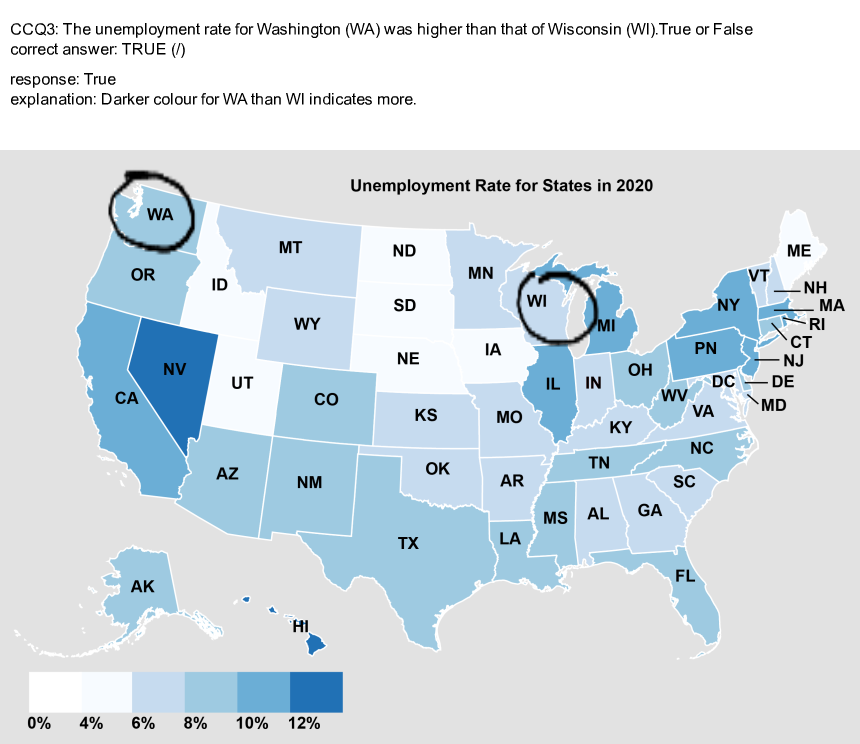 CCQ3: The unemployment rate for Washington (WA) was higher than that of Wisconsin (WI).True or False
correct answer: TRUE (/)
response: True
explanation: Darker colour for WA than WI indicates more.
Unemployment Rate for States in 2020
WA
MT
ND
MN
WI
ME
VT
NH
OR
ID
SD
NY
MA
WY
MI
RI
IA
PN
CT
NE
NJ
NV
UT
CO
IL
IN
OH
DC
DE
CA
WV
MD
KS
MO
KY
VA
NC
TN
AZ
NM
OK
AR
SC
MS
AL
GA
TX
LA
FL
AK
HI
0% 4% 6% 8% 10% 12%